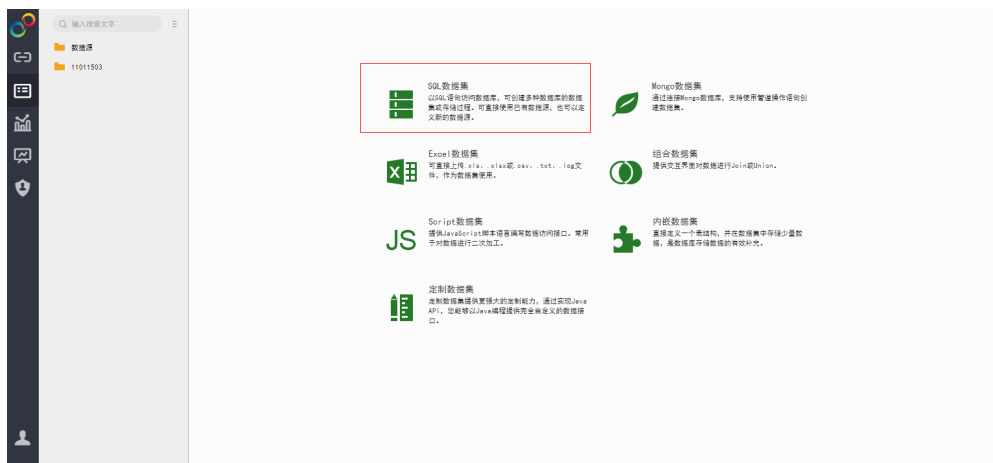 输入搜索文字
数据源
11011503
SQL数据集
以SQL语句访问数据库，可创建多种数据库的数据
集或存储过程。可直接使用已有数据源，也可以定
义新的数据源。
Mongo数据集
通过连接Mongo数据库，支持使用管道操作语句创
建数据集。
Excel数据集
可直接上传.xls、.xlsx或.csv、.txt、.log文
件，作为数据集使用。
组合数据集
提供交互界面对数据进行Join或Union。
Script数据集
提供JavaScript脚本语言编写数据访问接口，常用
于对数据进行二次加工。
JS
内嵌数据集
直接定义一个表结构，并在数据集中存储少量数
据，是数据库存储数据的有效补充。
定制数据集
定制数据集提供更强大的定制能力，通过实现Java
API，您能够以Java编程提供完全自定义的数据接
口。